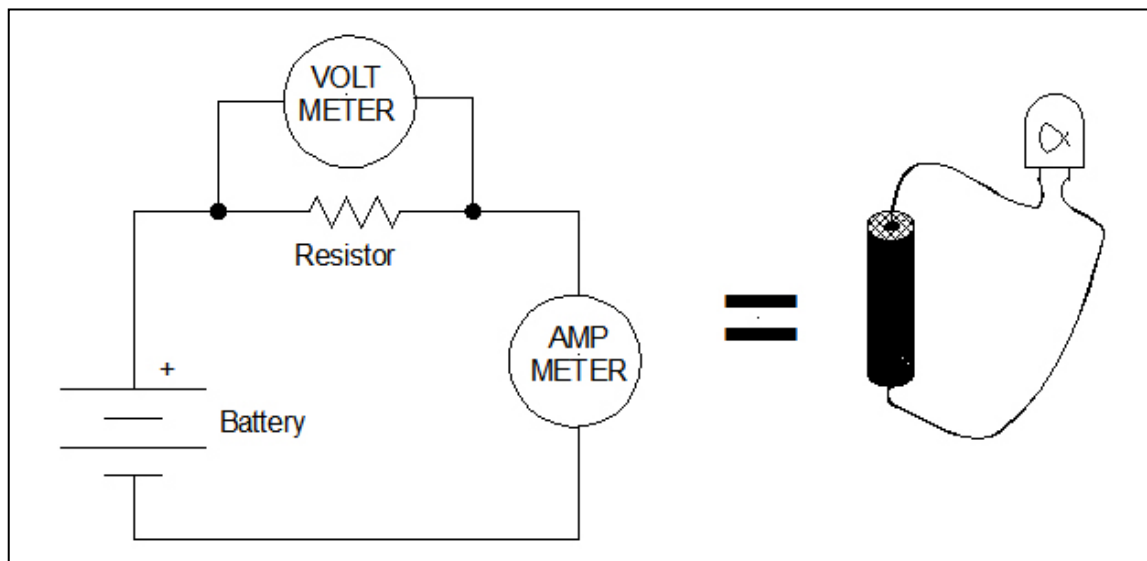 VOLT
METER
Resistor
AMP
METER
+
Battery